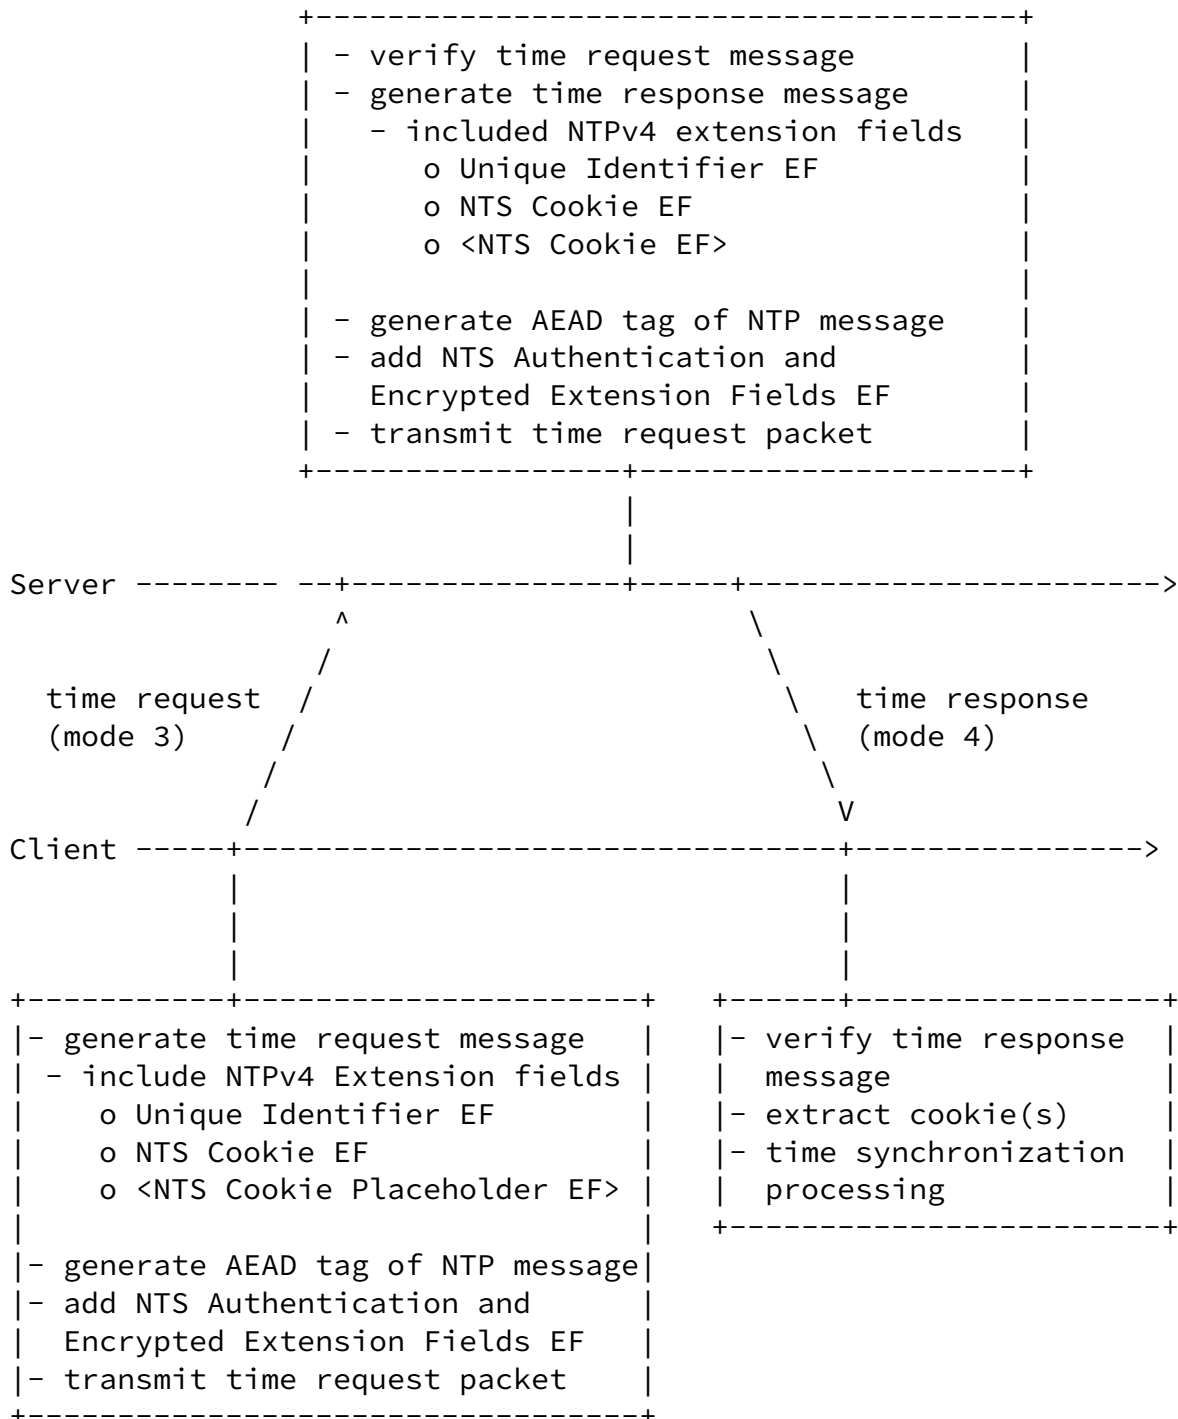 - verify time request message
- generate time response message
- included NTPv4 extension fields
o Unique Identifier EF
o NTS Cookie EF
o <NTS Cookie EF>
- generate AEAD tag of NTP message
- add NTS Authentication and
Encrypted Extension Fields EF
- transmit time request packet
Server
time request
(mode 3)
time response
(mode 4)
Client
- generate time request message
- include NTPv4 Extension fields
o Unique Identifier EF
o NTS Cookie EF
o <NTS Cookie Placeholder EF>
- generate AEAD tag of NTP message
- add NTS Authentication and
Encrypted Extension Fields EF
- transmit time request packet
- verify time response
message
- extract cookie(s)
- time synchronization
processing